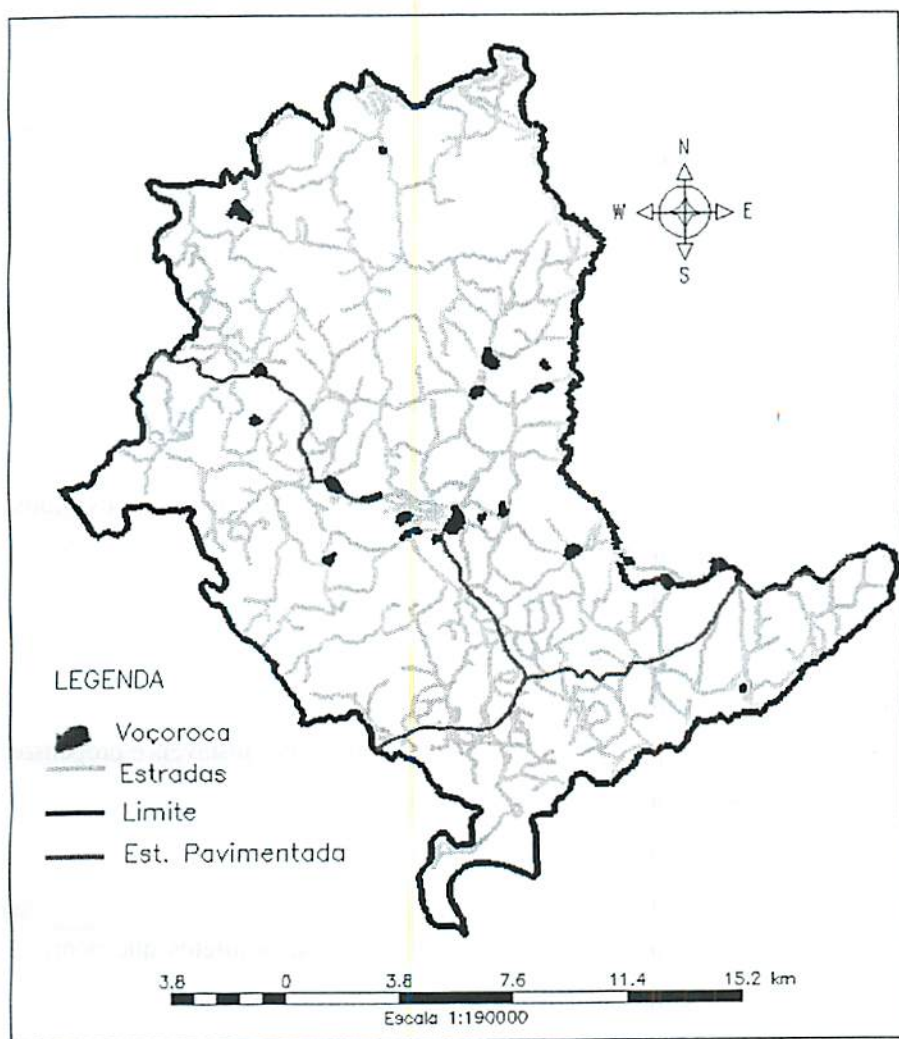 N
W E
S
LEGENDA
Voçoroca
Estradas
Limite
Est. Pavimentada
3.8 0 3.8 7.6 11.4 15.2 km
Escala 1:190000